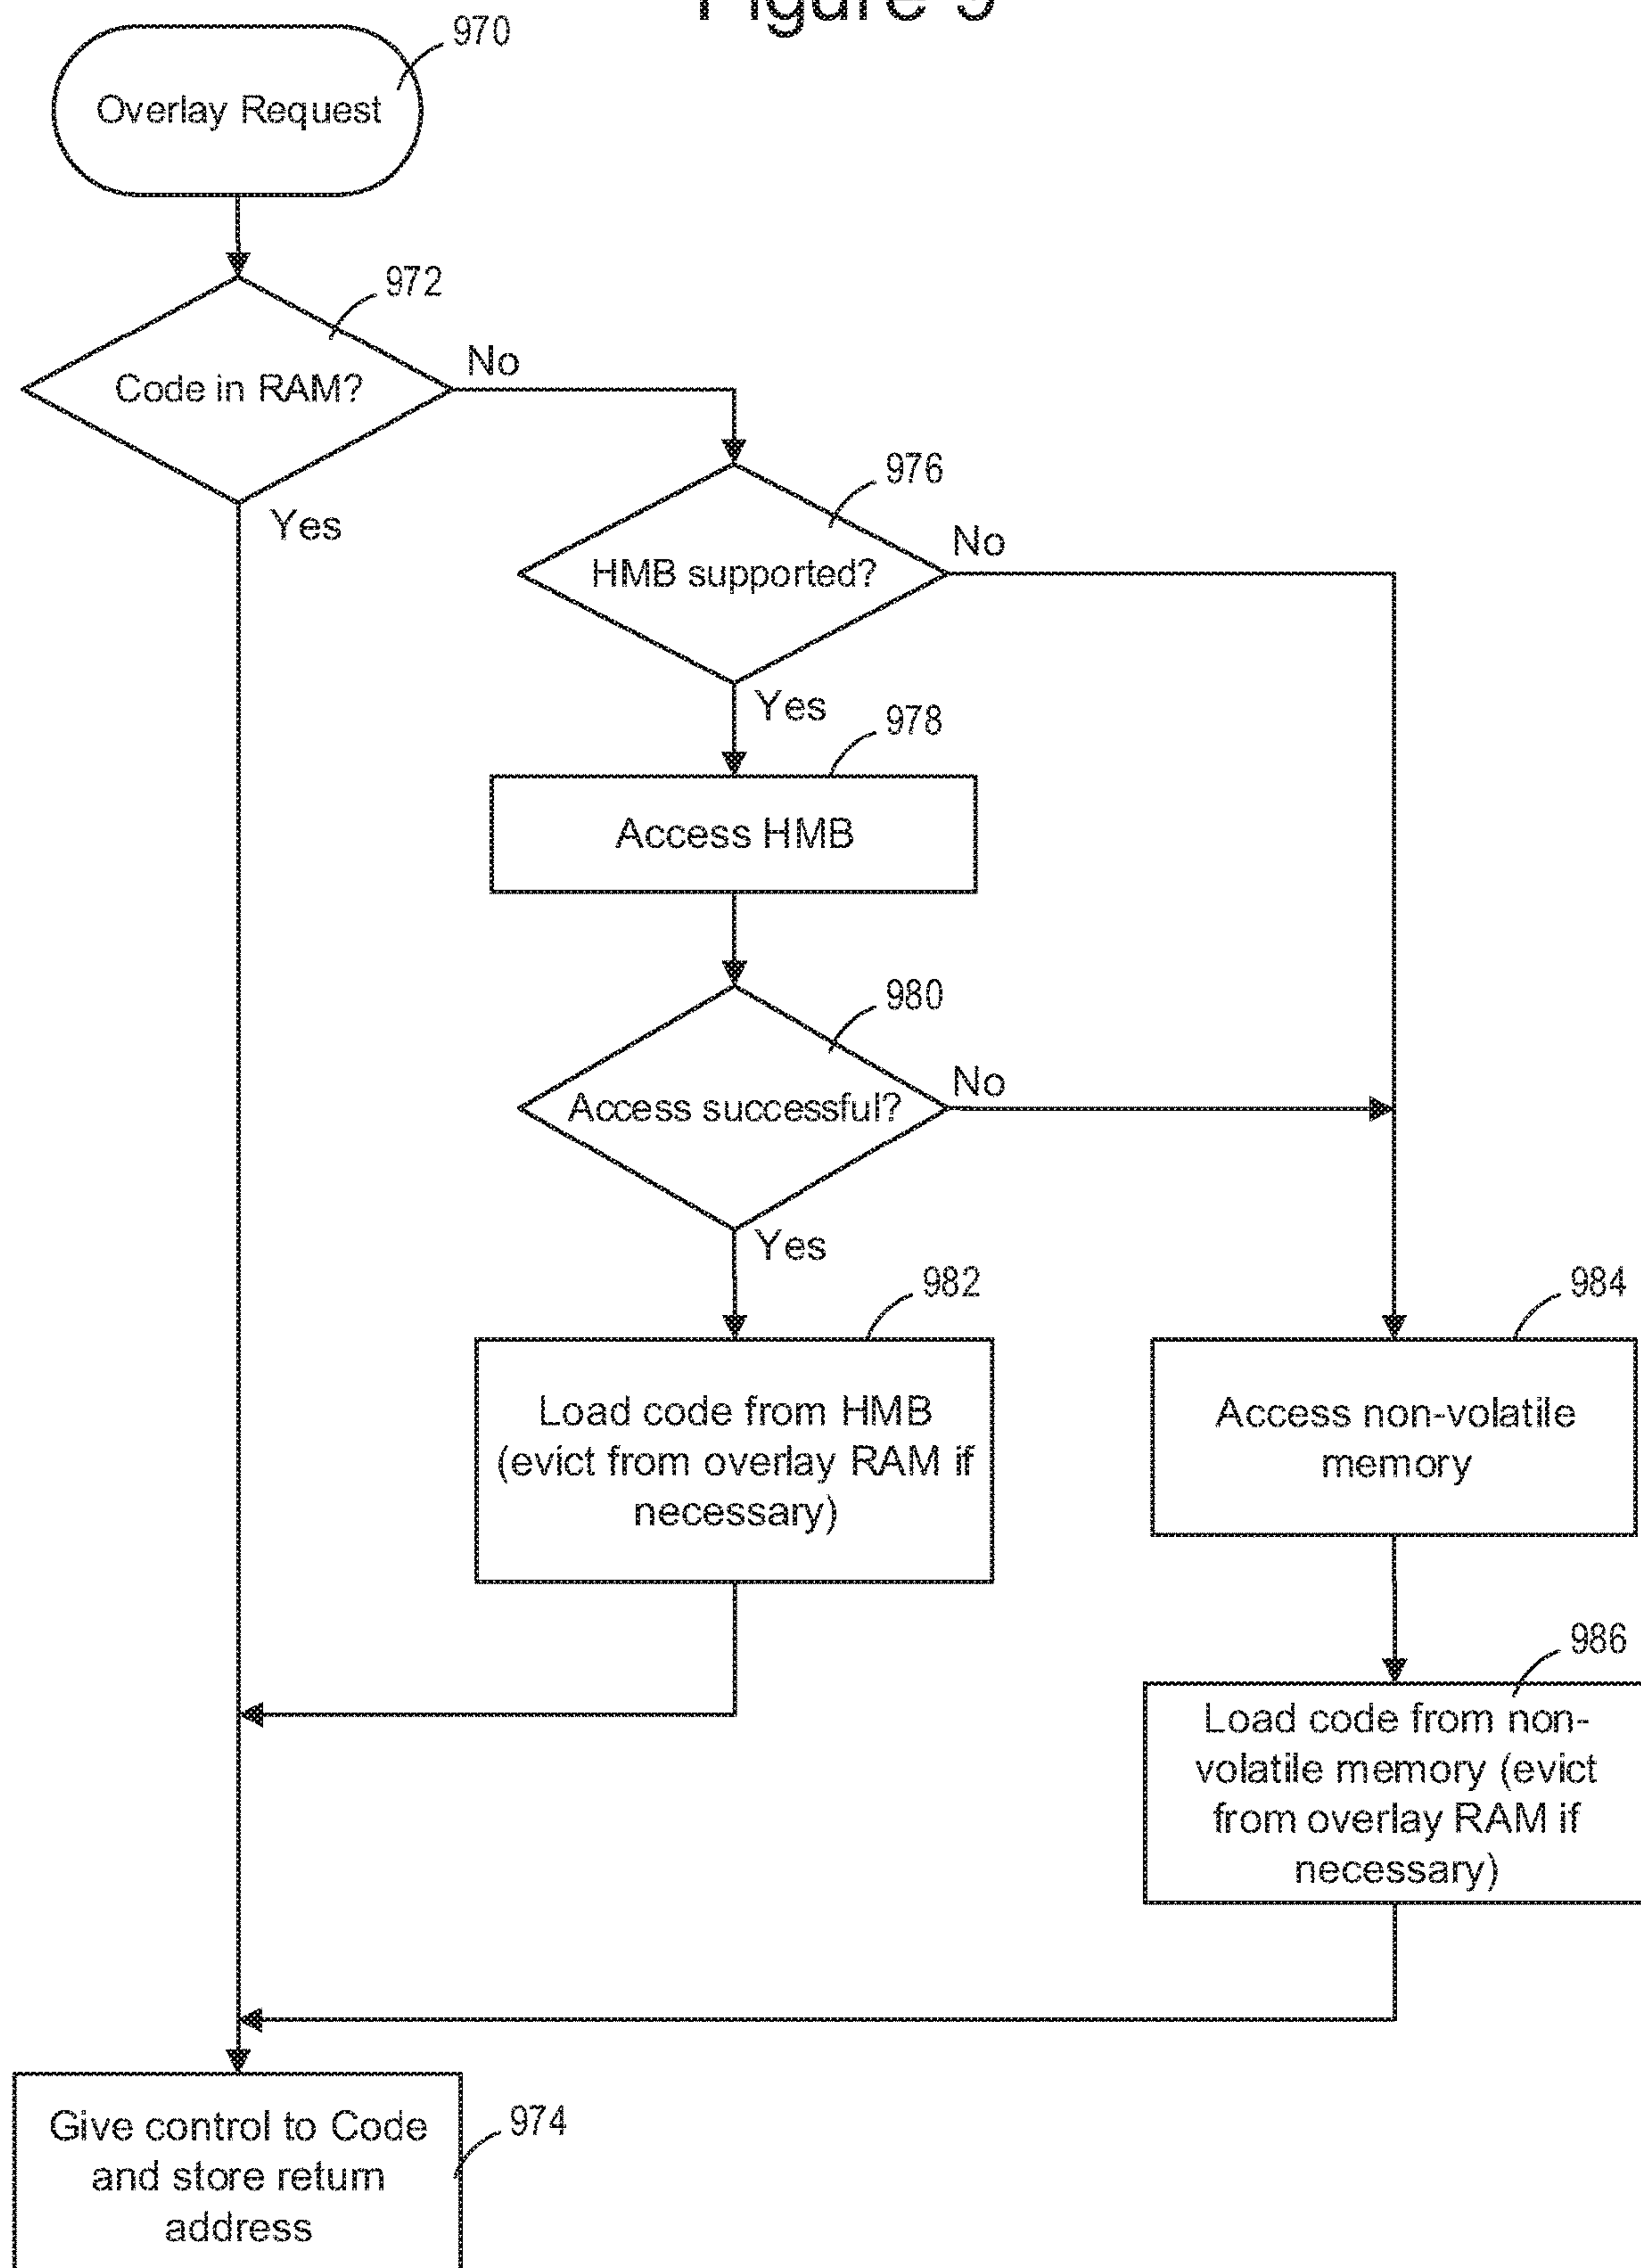 Figure 9
970
Overlay Request
972
Code in RAM?
No
Yes
976
HMB supported?
No
Yes
978
Access HMB
980
Access successful?
No
Yes
982
Load code from HMB
(evict from overlay RAM if
necessary)
984
Access non-volatile
memory
986
Load code from non-
volatile memory (evict
from overlay RAM if
necessary)
974
Give control to Code
and store return
address